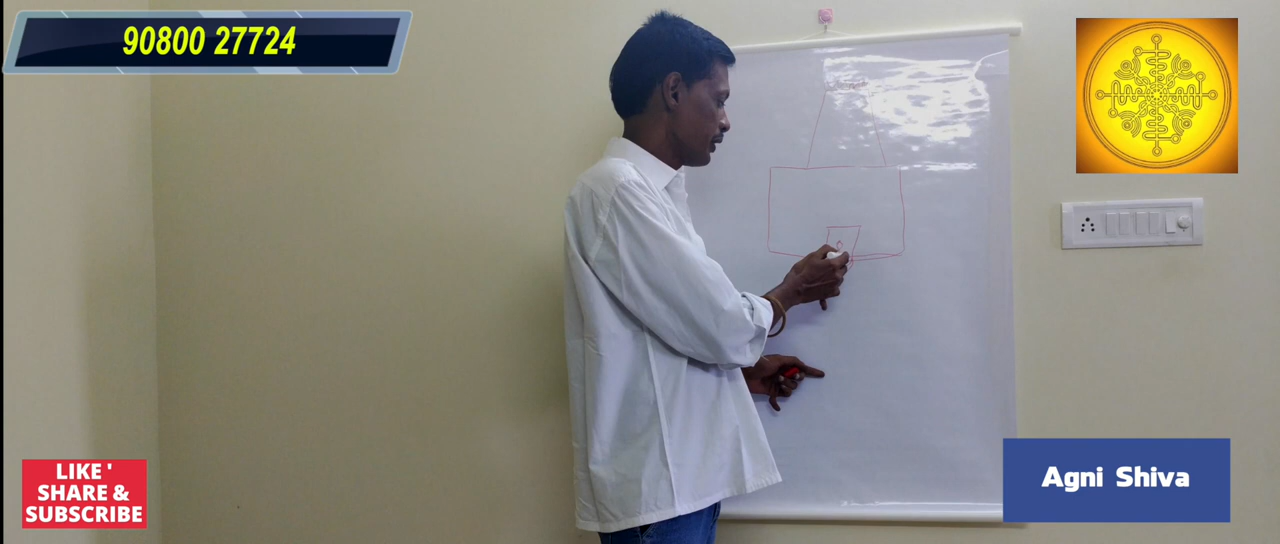 90800 27724
LIKE '
SHARE &
SUBSCRIBE
Agni Shiva